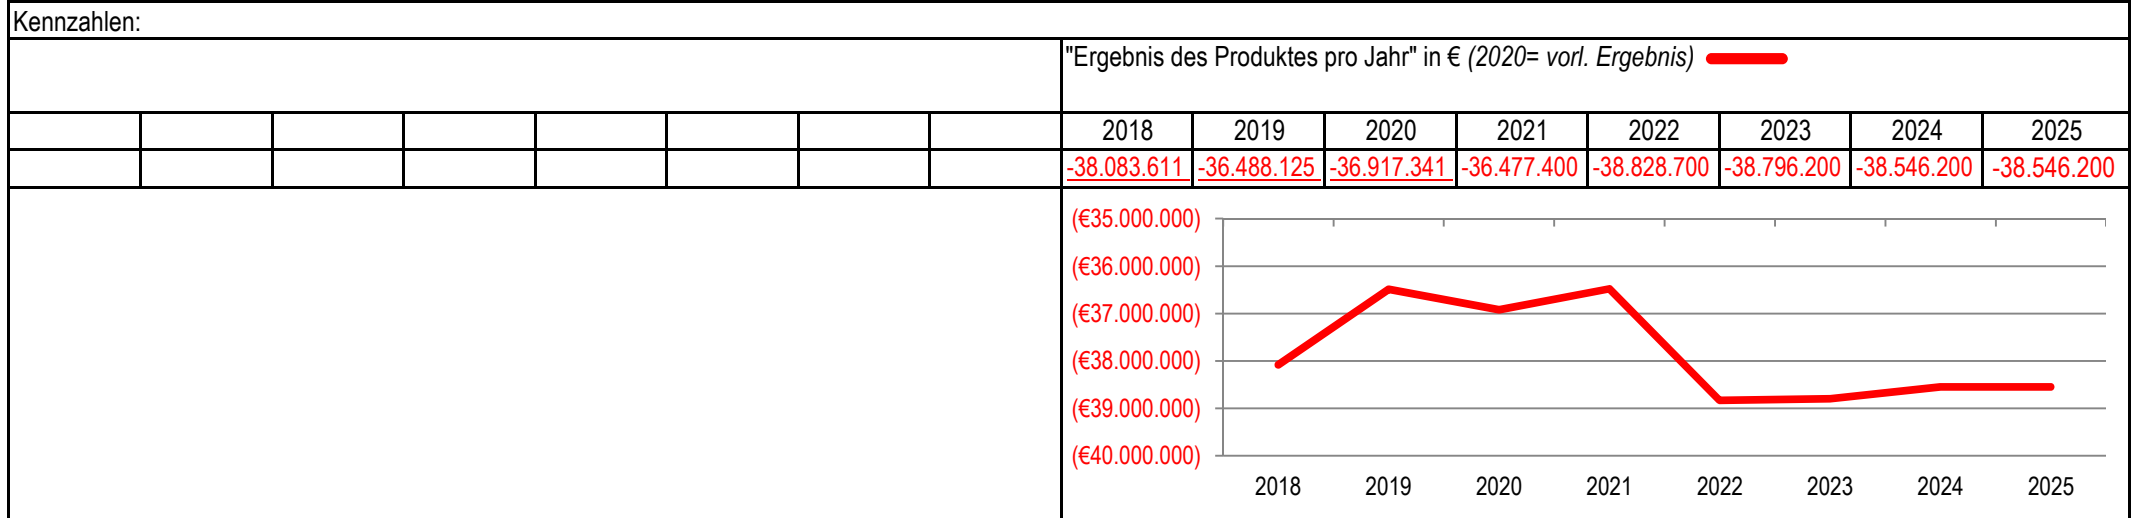 Kennzahlen:
"Ergebnis des Produktes pro Jahr" in € (2020= vorl. Ergebnis)
2018 2019 2020 2021 2022 2023 2024 2025
-38.083.611 -36.488.125 -36.917.341 -36.477.400 -38.828.700 -38.796.200 -38.546.200 -38.546.200
(€35.000.000)
(€36.000.000)
(€37.000.000)
(€38.000.000)
(€39.000.000)
(€40.000.000)
2018 2019 2020 2021 2022 2023 2024 2025